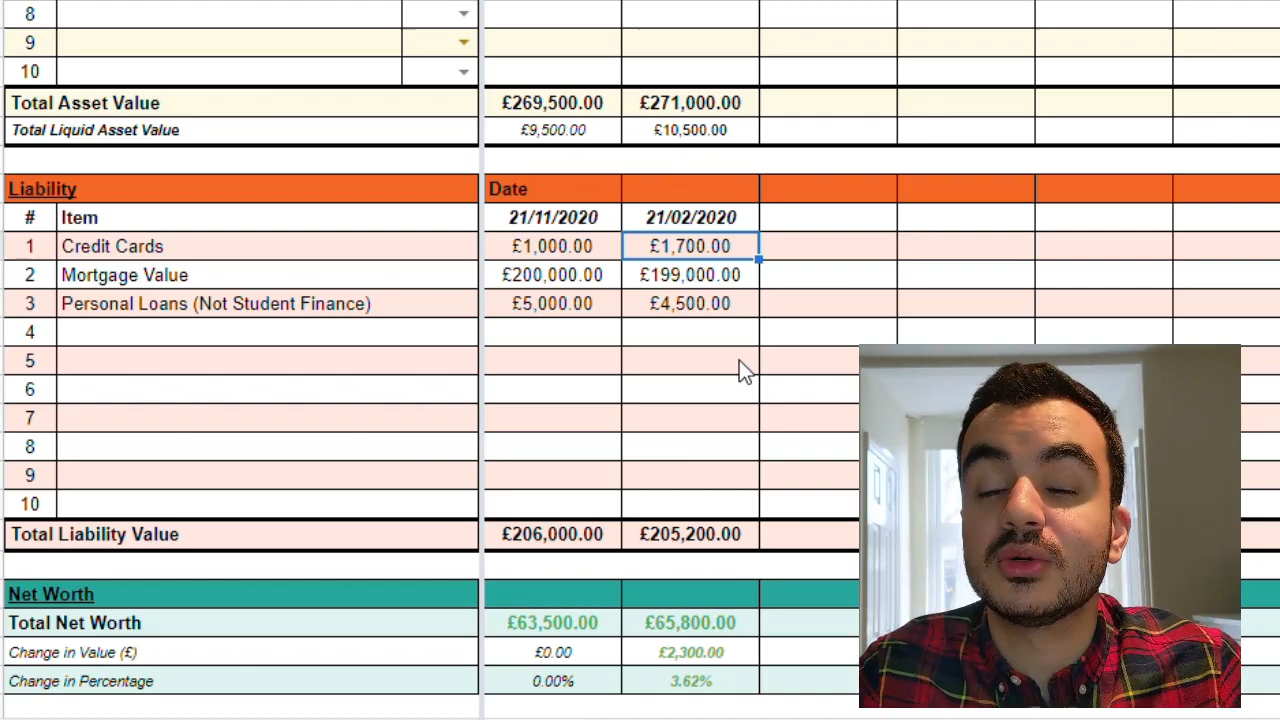 8
9
10
Total Asset Value £269,500.00 £271,000.00
Total Liquid Asset Value £9,500.00 £10,500.00
Liability Date
# Item 21/11/2020 21/02/2020
1 Credit Cards £1,000.00 £1,700.00
2 Mortgage Value £200,000.00 £199,000.00
3 Personal Loans (Not Student Finance) £5,000.00 £4,500.00
4
5
6
7
8
9
10
Total Liability Value £206,000.00 £205,200.00
Net Worth
Total Net Worth £63,500.00 £65,800.00
Change in Value (£) £0.00 £2,300.00
Change in Percentage 0.00% 3.62%